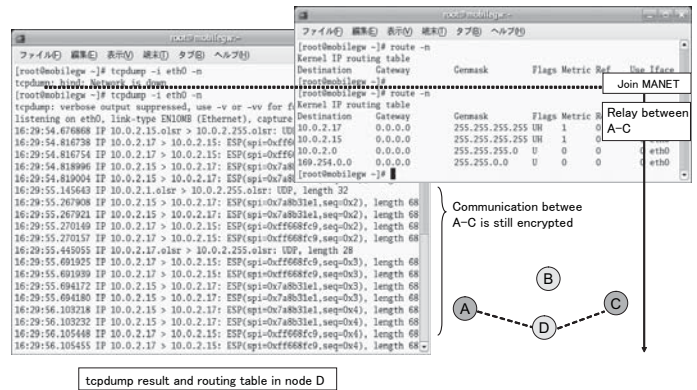 root@mobilegw:~
ファイル(F) 編集(E) 表示(V) 端末(T) タブ(B) ヘルプ(H)
[root@mobilegw ~]# tcpdump -i eth0 -n
tcpdump: bind: Network is down
[root@mobilegw ~]# tcpdump -i eth0 -n
tcpdump: verbose output suppressed, use -v or -vv for f
listening on eth0, link-type EN10MB (Ethernet), capture
16:29:54.676868 IP 10.0.2.15.olsr > 10.0.2.255.olsr: UD
16:29:54.816738 IP 10.0.2.17 > 10.0.2.15: ESP(spi=0xff6
16:29:54.816754 IP 10.0.2.17 > 10.0.2.15: ESP(spi=0xff6
16:29:54.818996 IP 10.0.2.15 > 10.0.2.17: ESP(spi=0x7a8
16:29:54.819004 IP 10.0.2.15 > 10.0.2.17: ESP(spi=0x7a8
16:29:55.145643 IP 10.0.2.1.olsr > 10.0.2.255.olsr: UDP, length 32
16:29:55.267908 IP 10.0.2.15 > 10.0.2.17: ESP(spi=0x7a8b31e1,seq=0x2), length 68
16:29:55.267921 IP 10.0.2.15 > 10.0.2.17: ESP(spi=0x7a8b31e1,seq=0x2), length 68
16:29:55.270149 IP 10.0.2.17 > 10.0.2.15: ESP(spi=0xff668fc9,seq=0x2), length 68
16:29:55.270157 IP 10.0.2.17 > 10.0.2.15: ESP(spi=0xff668fc9,seq=0x2), length 68
16:29:55.445055 IP 10.0.2.17.olsr > 10.0.2.255.olsr: UDP, length 28
16:29:55.691925 IP 10.0.2.17 > 10.0.2.15: ESP(spi=0xff668fc9,seq=0x3), length 68
16:29:55.691939 IP 10.0.2.17 > 10.0.2.15: ESP(spi=0xff668fc9,seq=0x3), length 68
16:29:55.694172 IP 10.0.2.15 > 10.0.2.17: ESP(spi=0x7a8b31e1,seq=0x3), length 68
16:29:55.694180 IP 10.0.2.15 > 10.0.2.17: ESP(spi=0x7a8b31e1,seq=0x3), length 68
16:29:56.103218 IP 10.0.2.15 > 10.0.2.17: ESP(spi=0x7a8b31e1,seq=0x4), length 68
16:29:56.103232 IP 10.0.2.15 > 10.0.2.17: ESP(spi=0x7a8b31e1,seq=0x4), length 68
16:29:56.105448 IP 10.0.2.17 > 10.0.2.15: ESP(spi=0xff668fc9,seq=0x4), length 68
16:29:56.105455 IP 10.0.2.17 > 10.0.2.15: ESP(spi=0xff668fc9,seq=0x4), length 68
root@mobilegw:~
ファイル(F) 編集(E) 表示(V) 端末(T) タブ(B) ヘルプ(H)
[root@mobilegw ~]# route -n
Kernel IP routing table
Destination Gateway Genmask Flags Metric Ref Use Iface
[root@mobilegw ~]# route -n
Kernel IP routing table
Destination Gateway Genmask Flags Metric R
10.0.2.17 0.0.0.0 255.255.255.255 UH 1 0
10.0.2.15 0.0.0.0 255.255.255.255 UH 1 0
10.0.2.0 0.0.0.0 255.255.255.0 U 0 0 0 eth0
169.254.0.0 0.0.0.0 255.255.0.0 U 0 0 0 eth0
[root@mobilegw ~]#
Join MANET
Relay between
A-C
Communication betwee
A-C is still encrypted
B
A
C
D
tcpdump result and routing table in node D